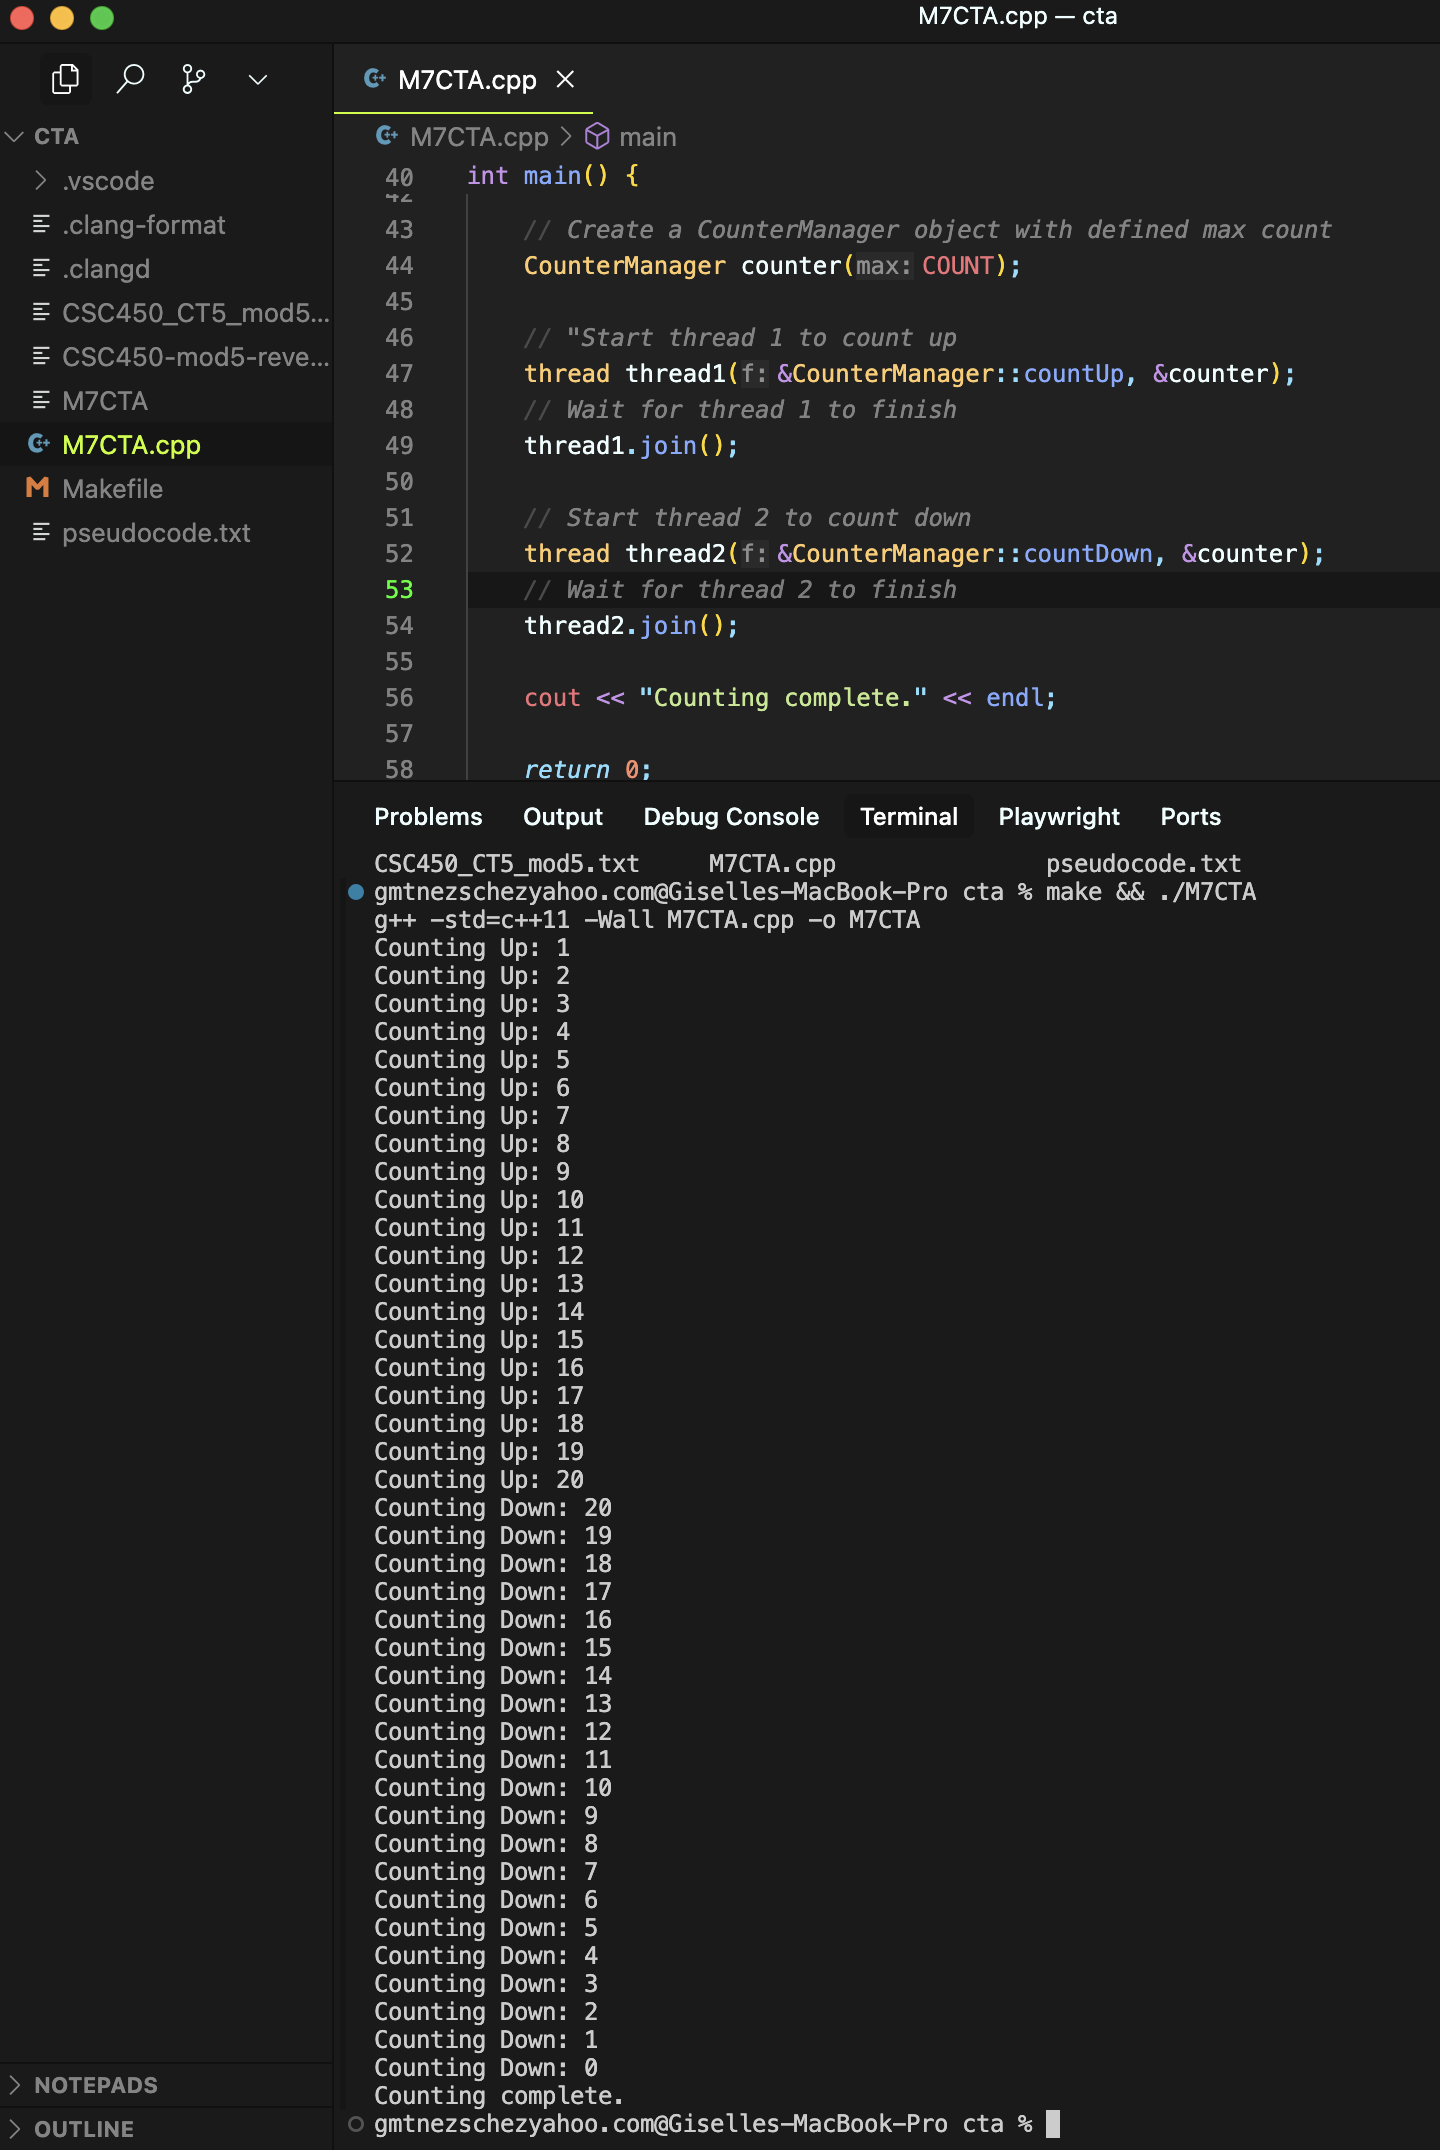 M7CTA.cpp — cta
CTA
.vscode
.clang-format
.clangd
CSC450_CT5_mod5...
CSC450-mod5-reve...
M7CTA
M7CTA.cpp
Makefile
pseudocode.txt
NOTEPADS
OUTLINE
M7CTA.cpp
M7CTA.cpp > main
40 int main() {
42
43 // Create a CounterManager object with defined max count
44 CounterManager counter(max: COUNT);
45
46 // "Start thread 1 to count up
47 thread thread1(f: &CounterManager::countUp, &counter);
48 // Wait for thread 1 to finish
49 thread1.join();
50
51 // Start thread 2 to count down
52 thread thread2(f: &CounterManager::countDown, &counter);
53 // Wait for thread 2 to finish
54 thread2.join();
55
56 cout << "Counting complete." << endl;
57
58 return 0;
Problems Output Debug Console Terminal Playwright Ports
CSC450_CT5_mod5.txt M7CTA.cpp pseudocode.txt
gmtnezschezyahoo.com@Giselles-MacBook-Pro cta % make && ./M7CTA
g++ -std=c++11 -Wall M7CTA.cpp -o M7CTA
Counting Up: 1
Counting Up: 2
Counting Up: 3
Counting Up: 4
Counting Up: 5
Counting Up: 6
Counting Up: 7
Counting Up: 8
Counting Up: 9
Counting Up: 10
Counting Up: 11
Counting Up: 12
Counting Up: 13
Counting Up: 14
Counting Up: 15
Counting Up: 16
Counting Up: 17
Counting Up: 18
Counting Up: 19
Counting Up: 20
Counting Down: 20
Counting Down: 19
Counting Down: 18
Counting Down: 17
Counting Down: 16
Counting Down: 15
Counting Down: 14
Counting Down: 13
Counting Down: 12
Counting Down: 11
Counting Down: 10
Counting Down: 9
Counting Down: 8
Counting Down: 7
Counting Down: 6
Counting Down: 5
Counting Down: 4
Counting Down: 3
Counting Down: 2
Counting Down: 1
Counting Down: 0
Counting complete.
gmtnezschezyahoo.com@Giselles-MacBook-Pro cta %